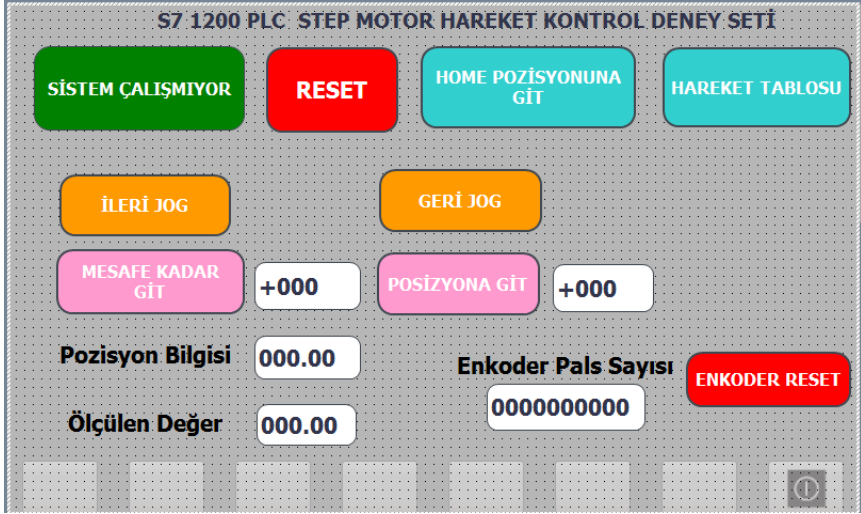 S7 1200 PLC STEP MOTOR HAREKET KONTROL DENEY SETİ
SİSTEM ÇALIŞMIYOR
RESET
HOME POZİSYONUNA
GİT
HAREKET TABLOSU
İLERİ JOG
GERİ JOG
MESAFE KADAR
GİT
+000
POSİZYONA GİT
+000
Pozisyon Bilgisi
000.00
Enkoder Pals Sayısı
0000000000
ENKODER RESET
Ölçülen Değer
000.00